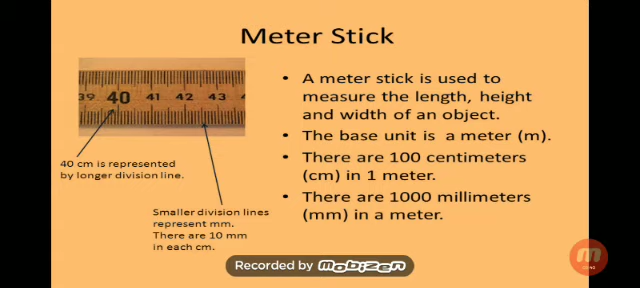 Meter Stick
39 40 41 42 43 4
40 cm is represented
by longer division line.
Smaller division lines
represent mm.
There are 10 mm
in each cm.
• A meter stick is used to
measure the length, height
and width of an object.
• The base unit is a meter (m).
• There are 100 centimeters
(cm) in 1 meter.
• There are 1000 millimeters
(mm) in a meter.
Recorded by mobizen
m